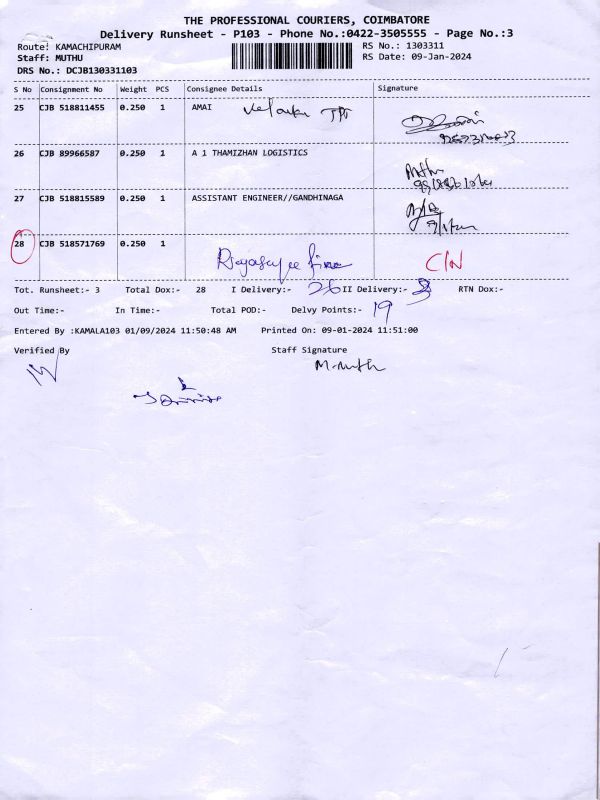 THE PROFESSIONAL COURIERS, COIMBATORE
Delivery Runsheet - P103 - Phone No.:0422-3505555 - Page No.:3
Route: KAMACHIPURAM RS No.: 1303311
Staff: MUTHU RS Date: 09-Jan-2024
DRS No.: DCJB130331103
S No Consignment No Weight PCS Consignee Details Signature
25 CJB 518811455 0.250 1 AMAI
26 CJB 89966587 0.250 1 A 1 THAMIZHAN LOGISTICS
27 CJB 518815589 0.250 1 ASSISTANT ENGINEER//GANDHINAGA
28 CJB 518571769 0.250 1
Tot. Runsheet:- 3 Total Dox:- 28 I Delivery:- 26 II Delivery:- RTN Dox:-
Out Time:- In Time:- Total POD:- Delvy Points:- 19
Entered By :KAMALA103 01/09/2024 11:50:48 AM Printed On: 09-01-2024 11:51:00
Verified By Staff Signature